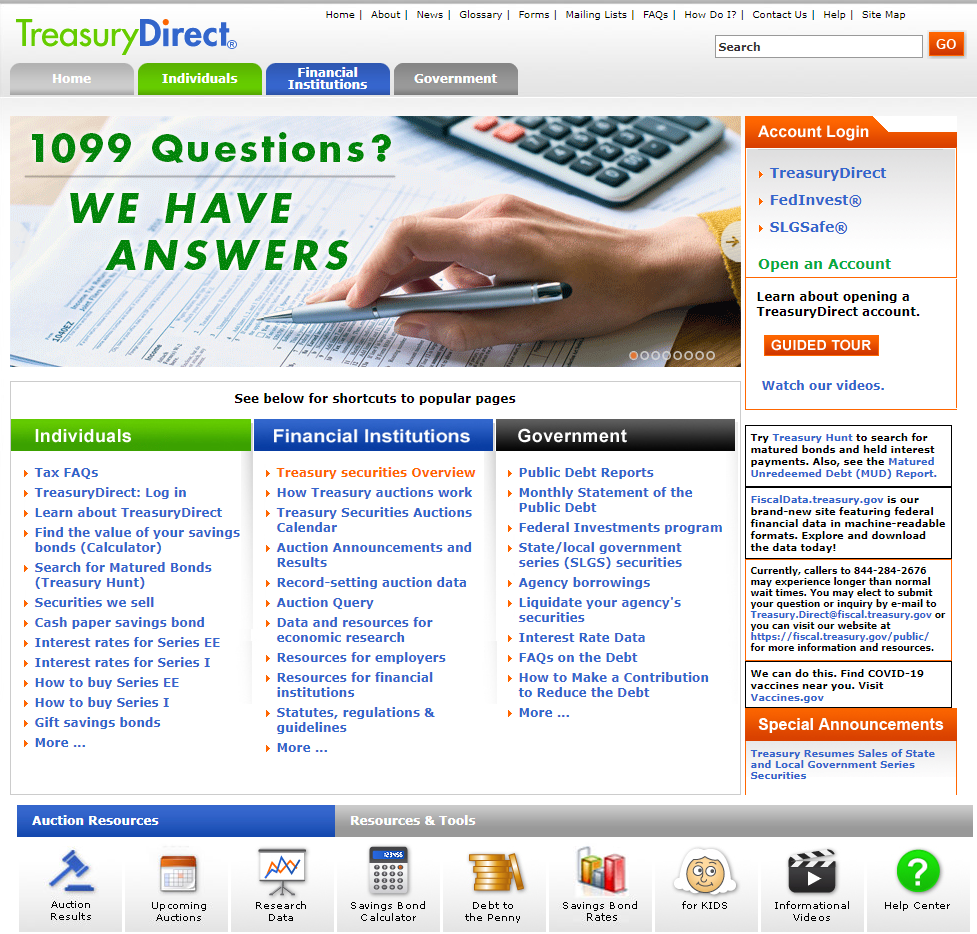 Home | About | News | Glossary | Forms | Mailing Lists | FAQs | How Do I? | Contact Us | Help | Site Map
TreasuryDirect®
Search
GO
Home
Individuals
Financial
Institutions
Government
1099 Questions?
WE HAVE
ANSWERS
1040EZ
Income
Account Login
TreasuryDirect
FedInvest®
SLGSafe®
Open an Account
Learn about opening a
TreasuryDirect account.
GUIDED TOUR
Watch our videos.
See below for shortcuts to popular pages
Individuals
Tax FAQs
TreasuryDirect: Log in
Learn about TreasuryDirect
Find the value of your savings
bonds (Calculator)
Search for Matured Bonds
(Treasury Hunt)
Securities we sell
Cash paper savings bond
Interest rates for Series EE
Interest rates for Series I
How to buy Series EE
How to buy Series I
Gift savings bonds
More ...
Financial Institutions
Treasury securities Overview
How Treasury auctions work
Treasury Securities Auctions
Calendar
Auction Announcements and
Results
Record-setting auction data
Auction Query
Data and resources for
economic research
Resources for employers
Resources for financial
institutions
Statutes, regulations &
guidelines
More ...
Government
Public Debt Reports
Monthly Statement of the
Public Debt
Federal Investments program
State/local government
series (SLGS) securities
Agency borrowings
Liquidate your agency's
securities
Interest Rate Data
FAQs on the Debt
How to Make a Contribution
to Reduce the Debt
More ...
Try Treasury Hunt to search for
matured bonds and held interest
payments. Also, see the Matured
Unredeemed Debt (MUD) Report.
FiscalData.treasury.gov is our
brand-new site featuring federal
financial data in machine-readable
formats. Explore and download
the data today!
Currently, callers to 844-284-2676
may experience longer than normal
wait times. You may elect to submit
your question or inquiry by e-mail to
Treasury.Direct@fiscal.treasury.gov or
you can visit our website at
https://fiscal.treasury.gov/public/
for more information and resources.
We can do this. Find COVID-19
vaccines near you. Visit
Vaccines.gov
Special Announcements
Treasury Resumes Sales of State
and Local Government Series
Securities
Auction Resources
Resources & Tools
123456
Auction
Results
Upcoming
Auctions
Research
Data
Savings Bond
Calculator
Debt to
the Penny
Savings Bond
Rates
for KIDS
Informational
Videos
Help Center